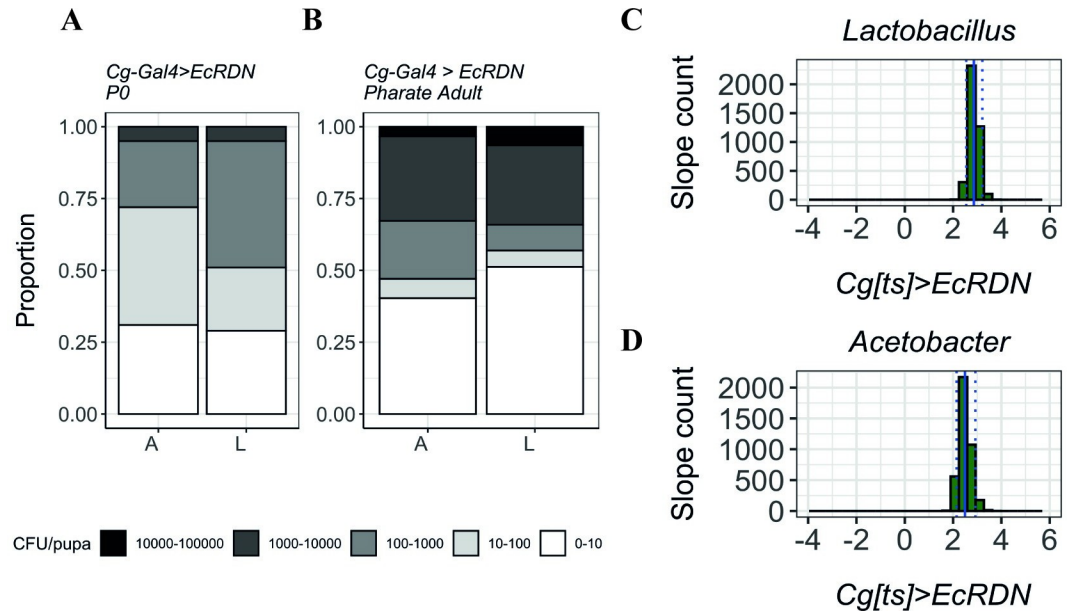 A
Cg-Gal4>EcRDN
P0
Proportion
1.00
0.75
0.50
0.25
0.00
A L
B
Cg-Gal4 > EcRDN
Pharate Adult
1.00
0.75
0.50
0.25
0.00
A L
CFU/pupa 10000-100000 1000-10000 100-1000 10-100 0-10
C
Lactobacillus
Slope count
2000
1500
1000
500
0
-4 -2 0 2 4 6
Cg[ts]>EcRDN
D
Acetobacter
Slope count
2000
1500
1000
500
0
-4 -2 0 2 4 6
Cg[ts]>EcRDN